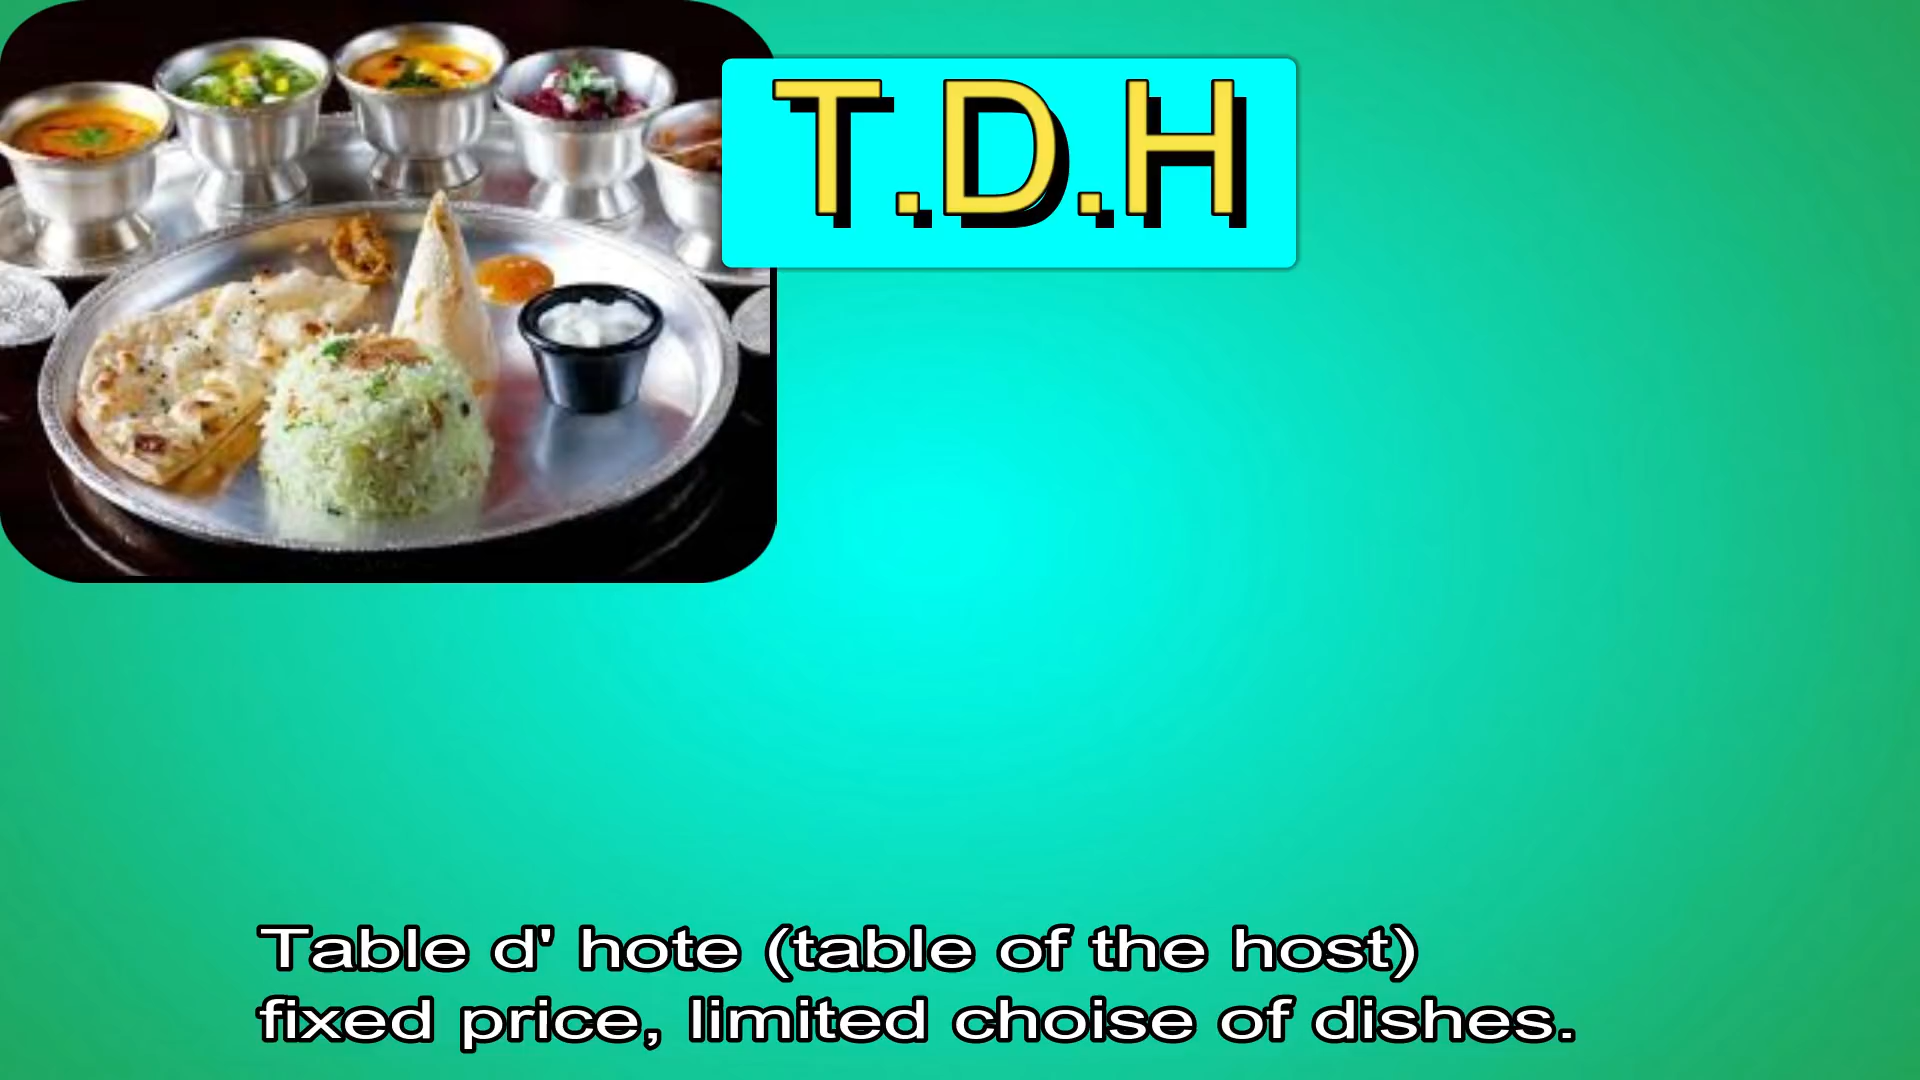 T.D.H
Table d' hote (table of the host)
fixed price, limited choise of dishes.